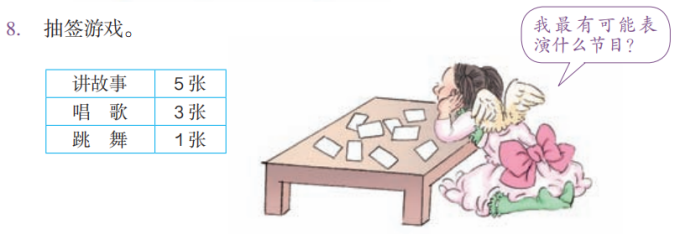 8. 抽签游戏。
我最有可能表
演什么节目?
讲故事 5张
唱 歌 3张
跳 舞 1张